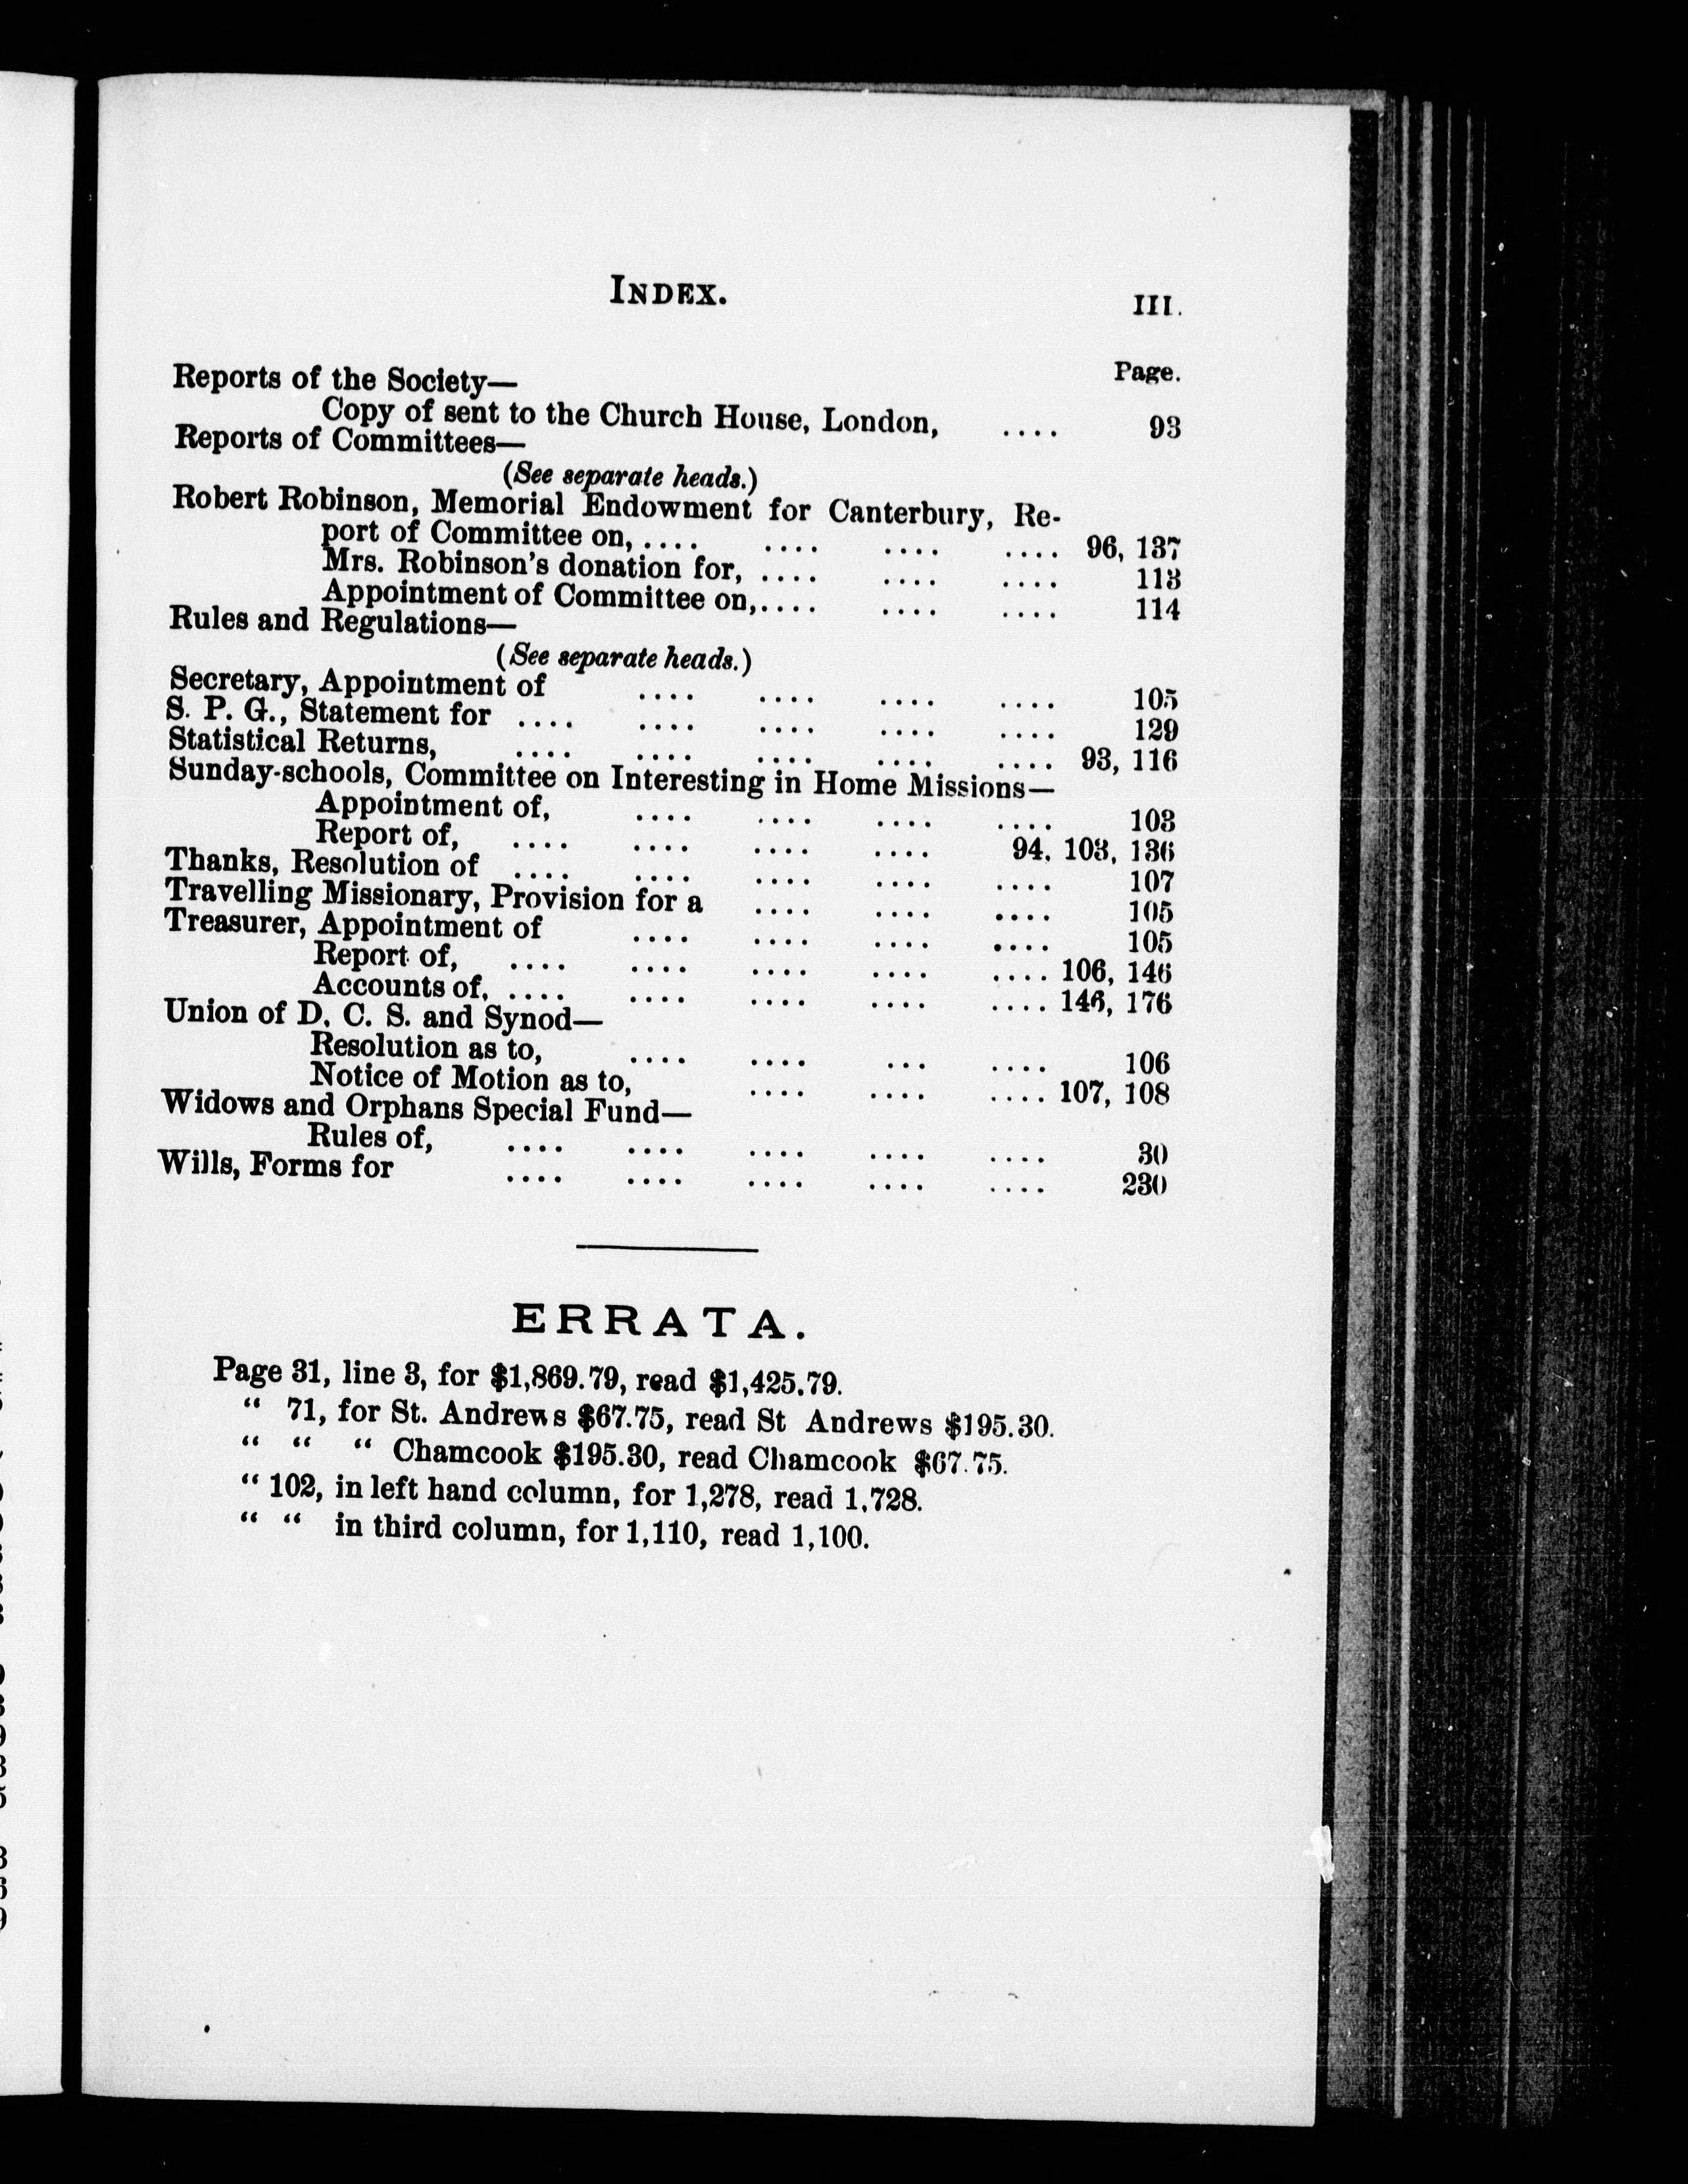 INDEX. III.
Page.
Reports of the Society—
Copy of sent to the Church House, London, .... 93
Reports of Committees—
(See separate heads.)
Robert Robinson, Memorial Endowment for Canterbury, Re-
port of Committee on, .... .... .... .... 96, 137
Mrs. Robinson's donation for, .... .... .... 113
Appointment of Committee on, .... .... .... 114
Rules and Regulations—
(See separate heads.)
Secretary, Appointment of .... .... .... .... 105
S. P. G., Statement for .... .... .... .... .... 129
Statistical Returns, .... .... .... .... .... 93, 116
Sunday-schools, Committee on Interesting in Home Missions—
Appointment of, .... .... .... .... 103
Report of, .... .... .... .... 94, 103, 136
Thanks, Resolution of .... .... .... .... .... 107
Travelling Missionary, Provision for a .... .... .... 105
Treasurer, Appointment of .... .... .... .... 105
Report of, .... .... .... .... .... 106, 146
Accounts of, .... .... .... .... .... 146, 176
Union of D. C. S. and Synod—
Resolution as to, .... .... ... .... 106
Notice of Motion as to, .... .... .... 107, 108
Widows and Orphans Special Fund—
Rules of, .... .... .... .... .... 30
Wills, Forms for .... .... .... .... .... 230
ERRATA.
Page 31, line 3, for $1,869.79, read $1,425.79.
“ 71, for St. Andrews $67.75, read St Andrews $195.30.
“ “ “ Chamcook $195.30, read Chamcook $67.75.
“ 102, in left hand column, for 1,278, read 1,728.
“ “ in third column, for 1,110, read 1,100.